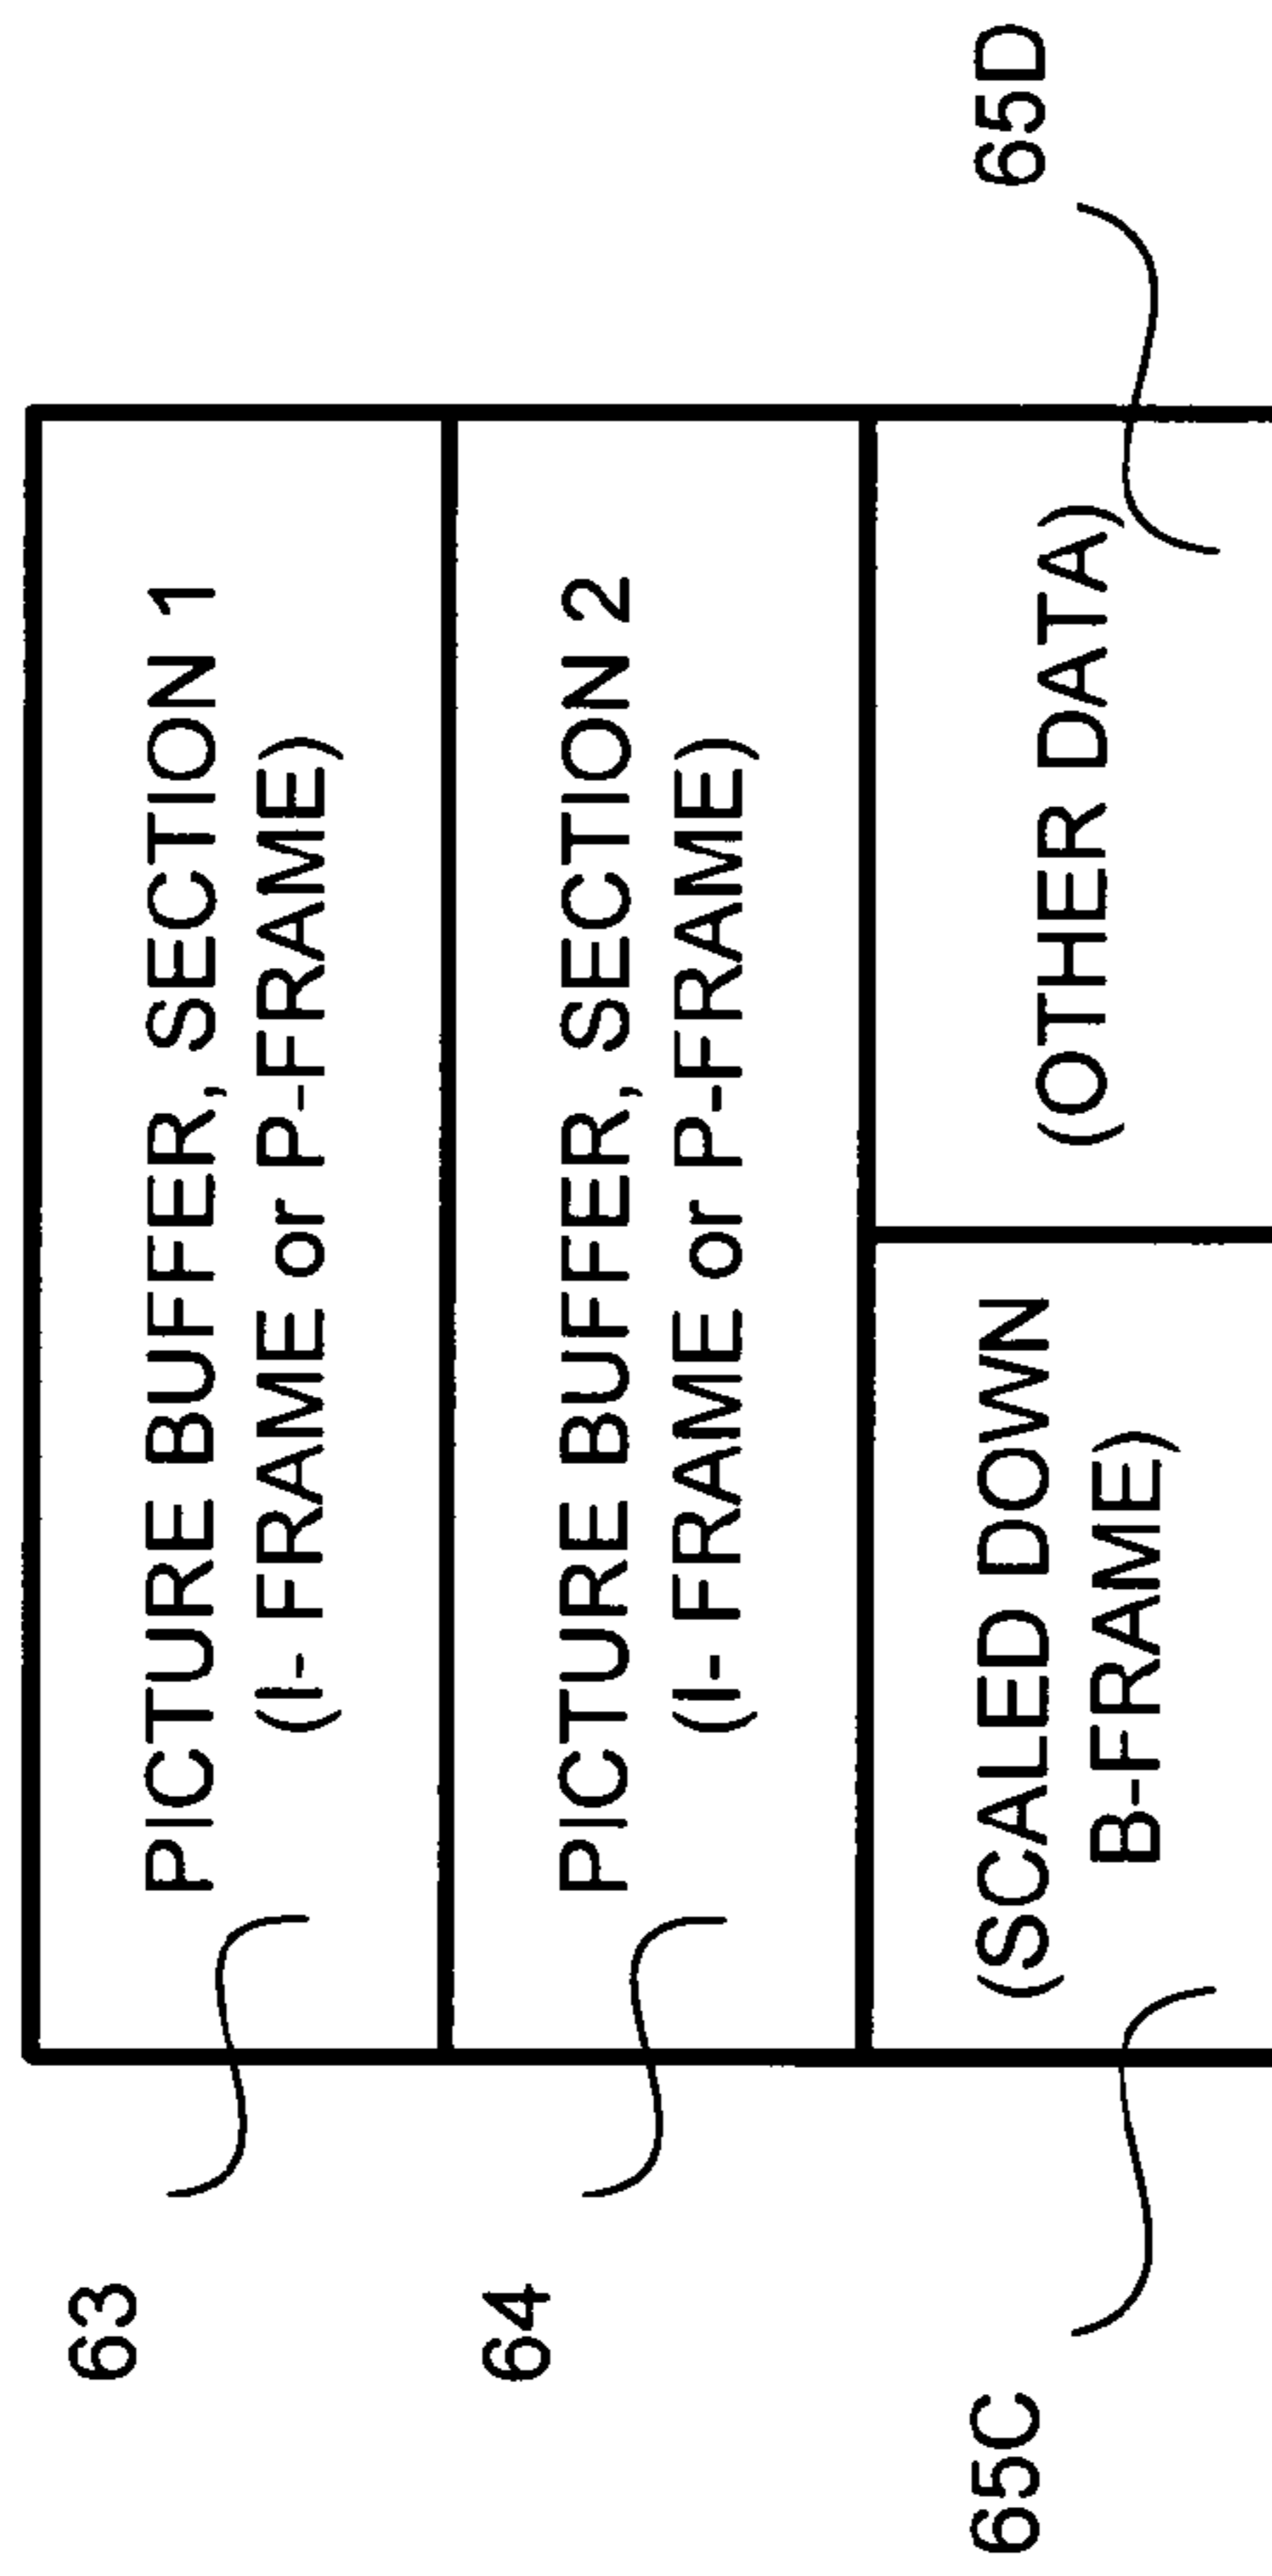 63
PICTURE BUFFER, SECTION 1
(I- FRAME or P-FRAME)
64
PICTURE BUFFER, SECTION 2
(I- FRAME or P-FRAME)
65C
(SCALED DOWN
B-FRAME)
(OTHER DATA)
65D